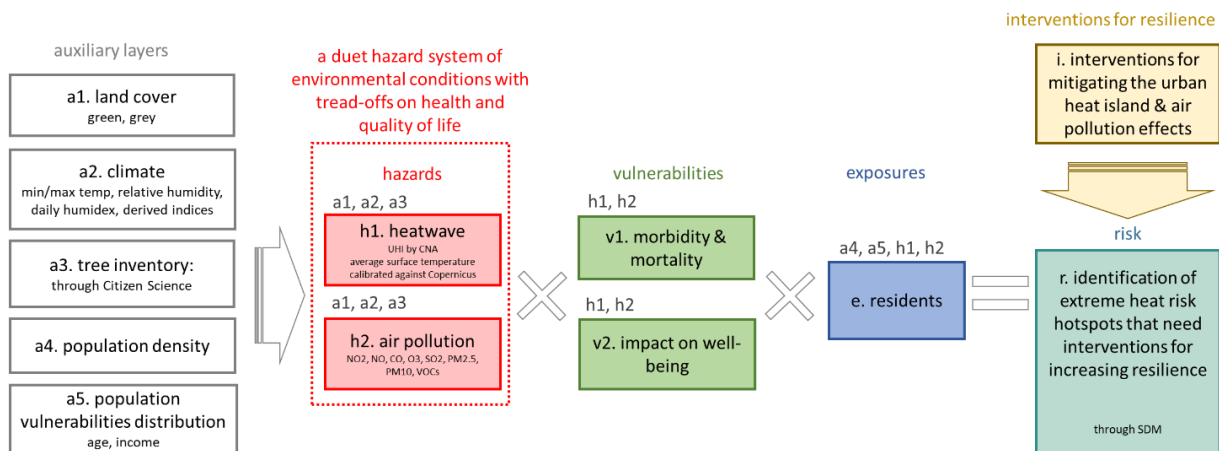 auxiliary layers
a1. land cover
green, grey
a2. climate
min/max temp, relative humidity,
daily humidex, derived indices
a3. tree inventory:
through Citizen Science
a4. population density
a5. population
vulnerabilities distribution
age, income
a duet hazard system of
environmental conditions with
tread-offs on health and
quality of life
hazards
a1, a2, a3
h1. heatwave
UHI by CNA
average surface temperature
calibrated against Copernicus
a1, a2, a3
h2. air pollution
NO2, NO, CO, O3, SO2, PM2.5,
PM10, VOCs
vulnerabilities
h1, h2
v1. morbidity &
mortality
h1, h2
v2. impact on well-
being
exposures
a4, a5, h1, h2
e. residents
interventions for resilience
i. interventions for
mitigating the urban
heat island & air
pollution effects
risk
r. identification of
extreme heat risk
hotspots that need
interventions for
increasing resilience
through SDM